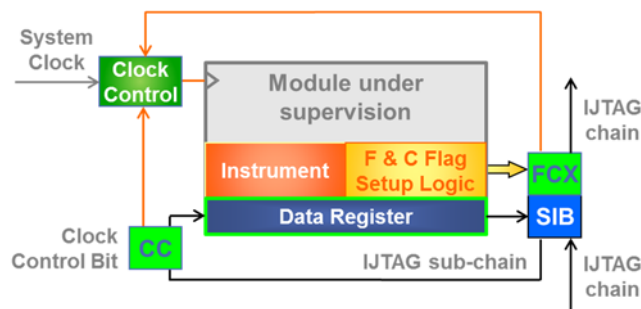 System
Clock
Clock
Control
Module under
supervision
IJTAG
chain
Instrument
F & C Flag
Setup Logic
FCX
Data Register
SIB
Clock
Control Bit
CC
IJTAG sub-chain
IJTAG
chain